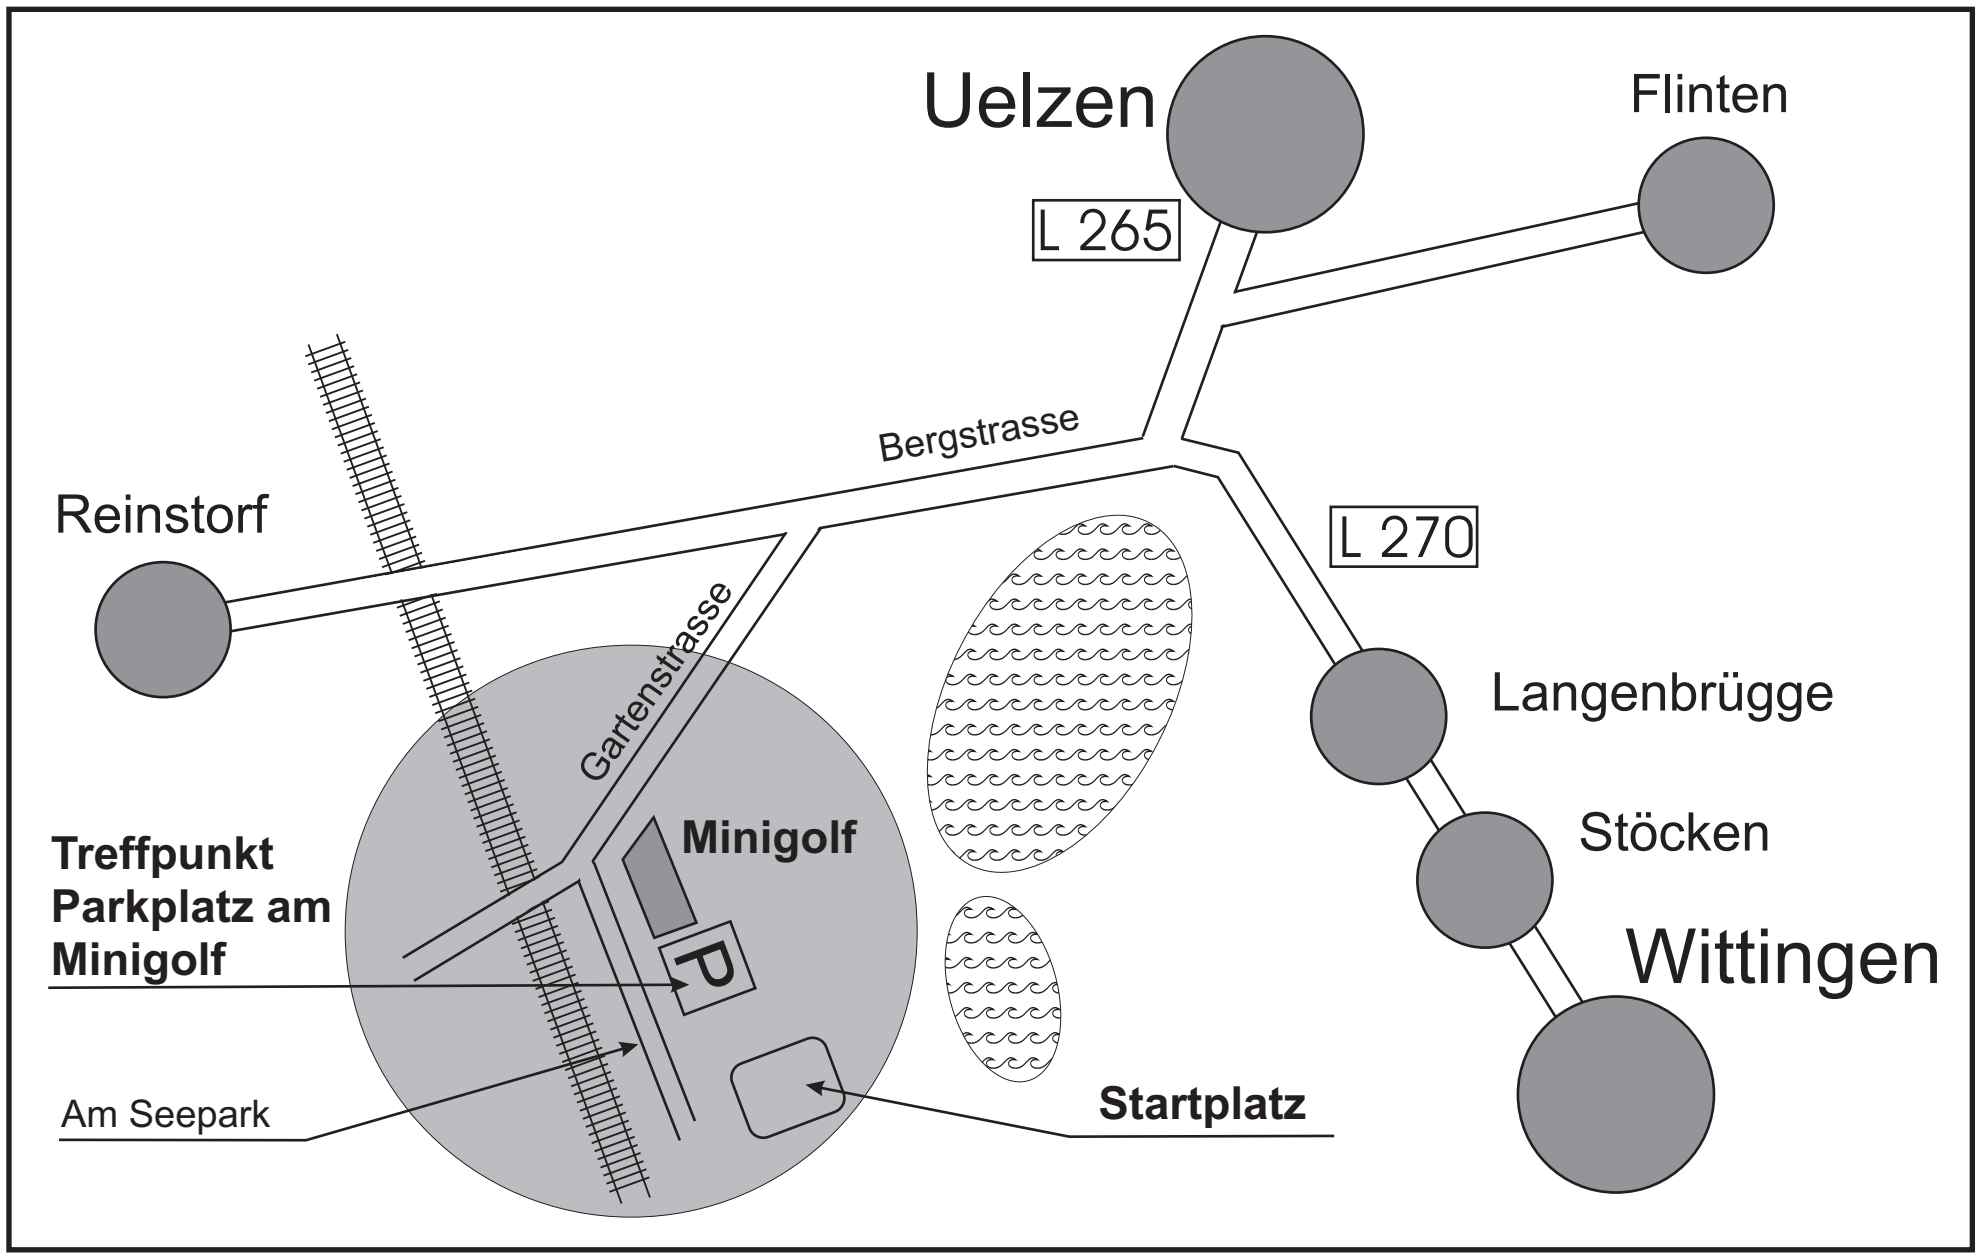 Uelzen
Flinten
L 265
Bergstrasse
Reinstorf
L 270
Gartenstrasse
Langenbrügge
Stöcken
Minigolf
Treffpunkt
Parkplatz am
Minigolf
P
Wittingen
Am Seepark
Startplatz